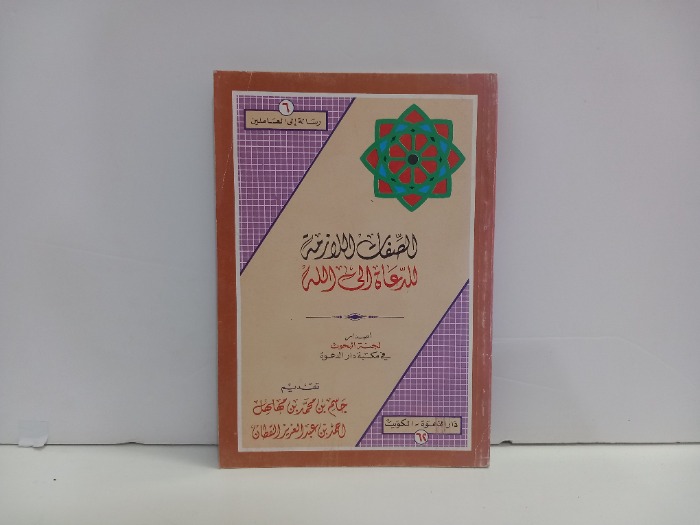 ٦
رسالة إلى العاملين
الصفات اللازمة
للدعاة إلى الله
إصدار
لجنة البحوث
في مكتبة دار الدعوة
تقديم
جاسم بن محمد بن مهلهل
أحمد بن عبد العزيز القطان
دار الدعوة - الكويت
٦٢